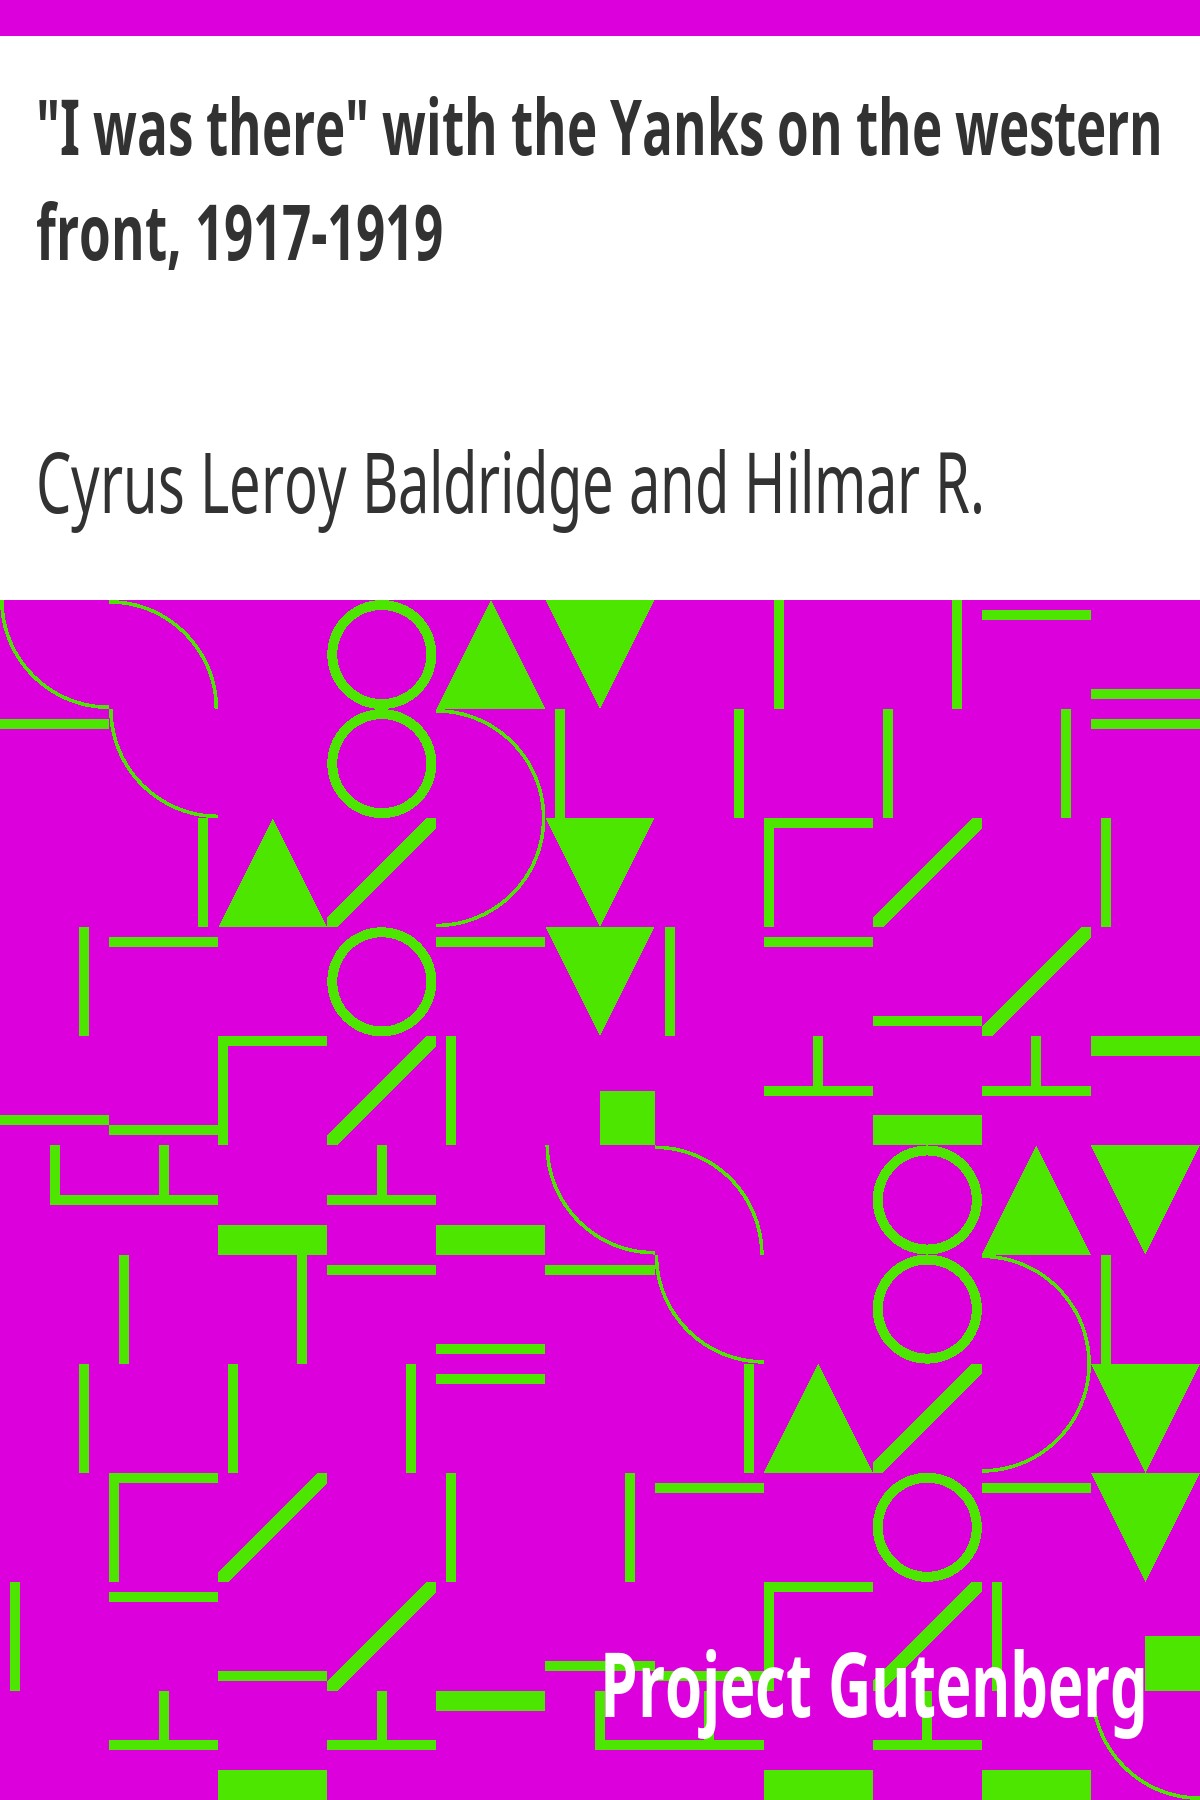 "I was there" with the Yanks on the western
front, 1917-1919
Cyrus Leroy Baldridge and Hilmar R.
Project Gutenberg